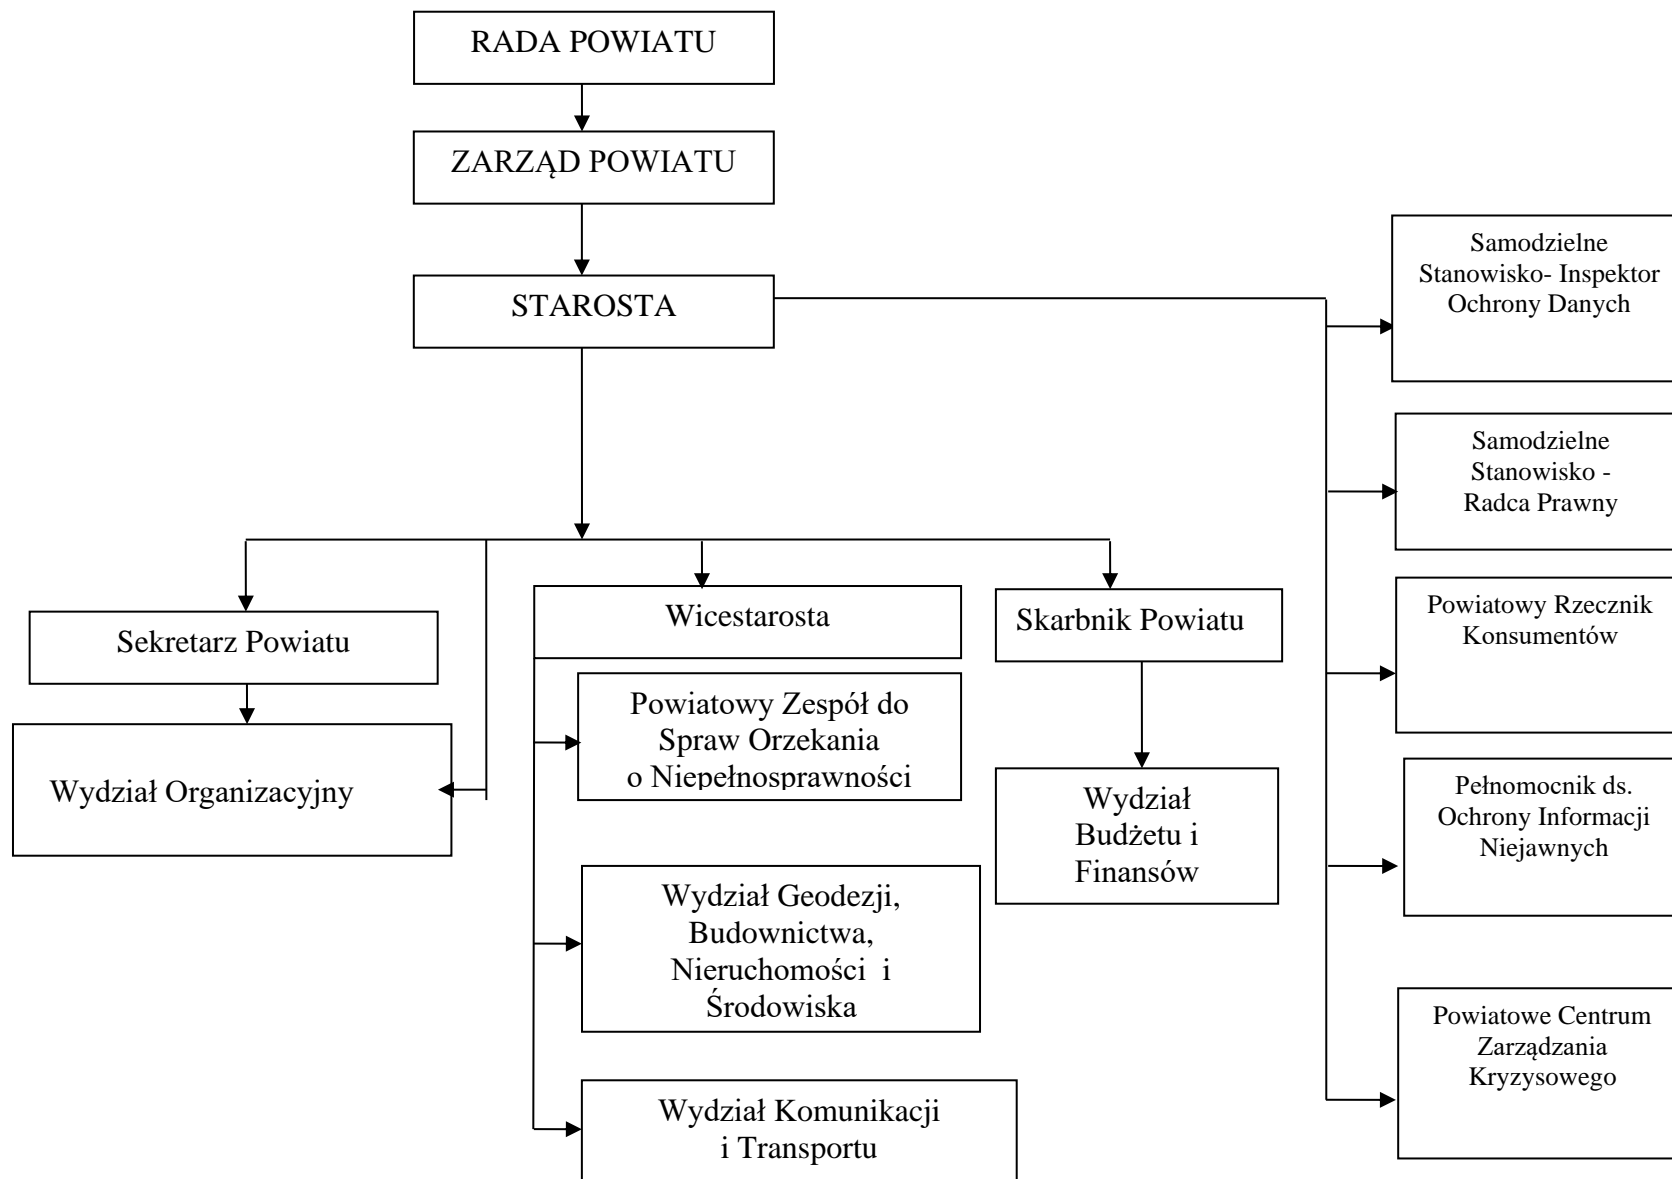 RADA POWIATU
ZARZĄD POWIATU
STAROSTA
Sekretarz Powiatu
Wydział Organizacyjny
Wicestarosta
Powiatowy Zespół do
Spraw Orzekania
o Niepełnosprawności
Wydział Geodezji,
Budownictwa,
Nieruchomości i
Środowiska
Wydział Komunikacji
i Transportu
Skarbnik Powiatu
Wydział
Budżetu i
Finansów
Samodzielne
Stanowisko- Inspektor
Ochrony Danych
Samodzielne
Stanowisko -
Radca Prawny
Powiatowy Rzecznik
Konsumentów
Pełnomocnik ds.
Ochrony Informacji
Niejawnych
Powiatowe Centrum
Zarządzania
Kryzysowego